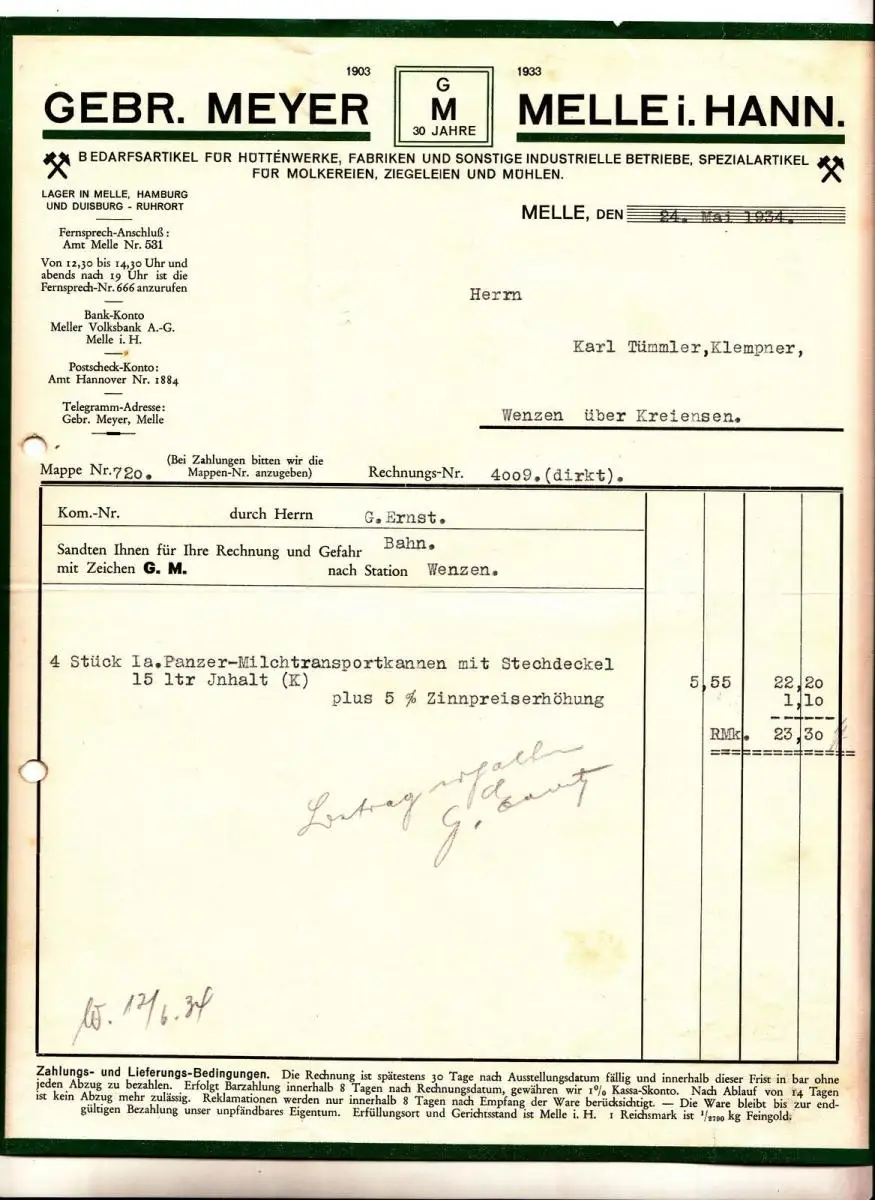 1903
1933
G
M
30 JAHRE
GEBR. MEYER
MELLE i. HANN.
BEDARFSARTIKEL FÜR HÜTTENWERKE, FABRIKEN UND SONSTIGE INDUSTRIELLE BETRIEBE, SPEZIALARTIKEL
FÜR MOLKEREIEN, ZIEGELEIEN UND MÜHLEN.
LAGER IN MELLE, HAMBURG
UND DUISBURG - RUHRORT
MELLE, DEN 24. Mai 1934.
Fernsprech-Anschluß:
Amt Melle Nr. 531
Von 12,30 bis 14,30 Uhr und
abends nach 19 Uhr ist die
Fernsprech-Nr. 666 anzurufen
Bank-Konto
Meller Volksbank A.-G.
Melle i. H.
Postscheck-Konto:
Amt Hannover Nr. 1884
Telegramm-Adresse:
Gebr. Meyer, Melle
Herrn
Karl Tümmler,Klempner,
Wenzen über Kreiensen.
Mappe Nr. 720.
(Bei Zahlungen bitten wir die
Mappen-Nr. anzugeben)
Rechnungs-Nr. 4009.(dirkt).
Kom.-Nr. durch Herrn G.Ernst.
Sandten Ihnen für Ihre Rechnung und Gefahr Bahn.
mit Zeichen G. M. nach Station Wenzen.
4 Stück Ia.Panzer-Milchtransportkannen mit Stechdeckel
15 ltr Jnhalt (K) 5,55 22,20
plus 5 % Zinnpreiserhöhung 1,10
RMk. 23,30
Betrag erhalten
G.
W. 12/6.34
Zahlungs- und Lieferungs-Bedingungen. Die Rechnung ist spätestens 30 Tage nach Ausstellungsdatum fällig und innerhalb dieser Frist in bar ohne
jeden Abzug zu bezahlen. Erfolgt Barzahlung innerhalb 8 Tagen nach Rechnungsdatum, gewähren wir 1% Kassa-Skonto. Nach Ablauf von 14 Tagen
ist kein Abzug mehr zulässig. Reklamationen werden nur innerhalb 8 Tagen nach Empfang der Ware berücksichtigt. — Die Ware bleibt bis zur end-
gültigen Bezahlung unser unpfändbares Eigentum. Erfüllungsort und Gerichtsstand ist Melle i. H. 1 Reichsmark ist 1/2790 kg Feingold.